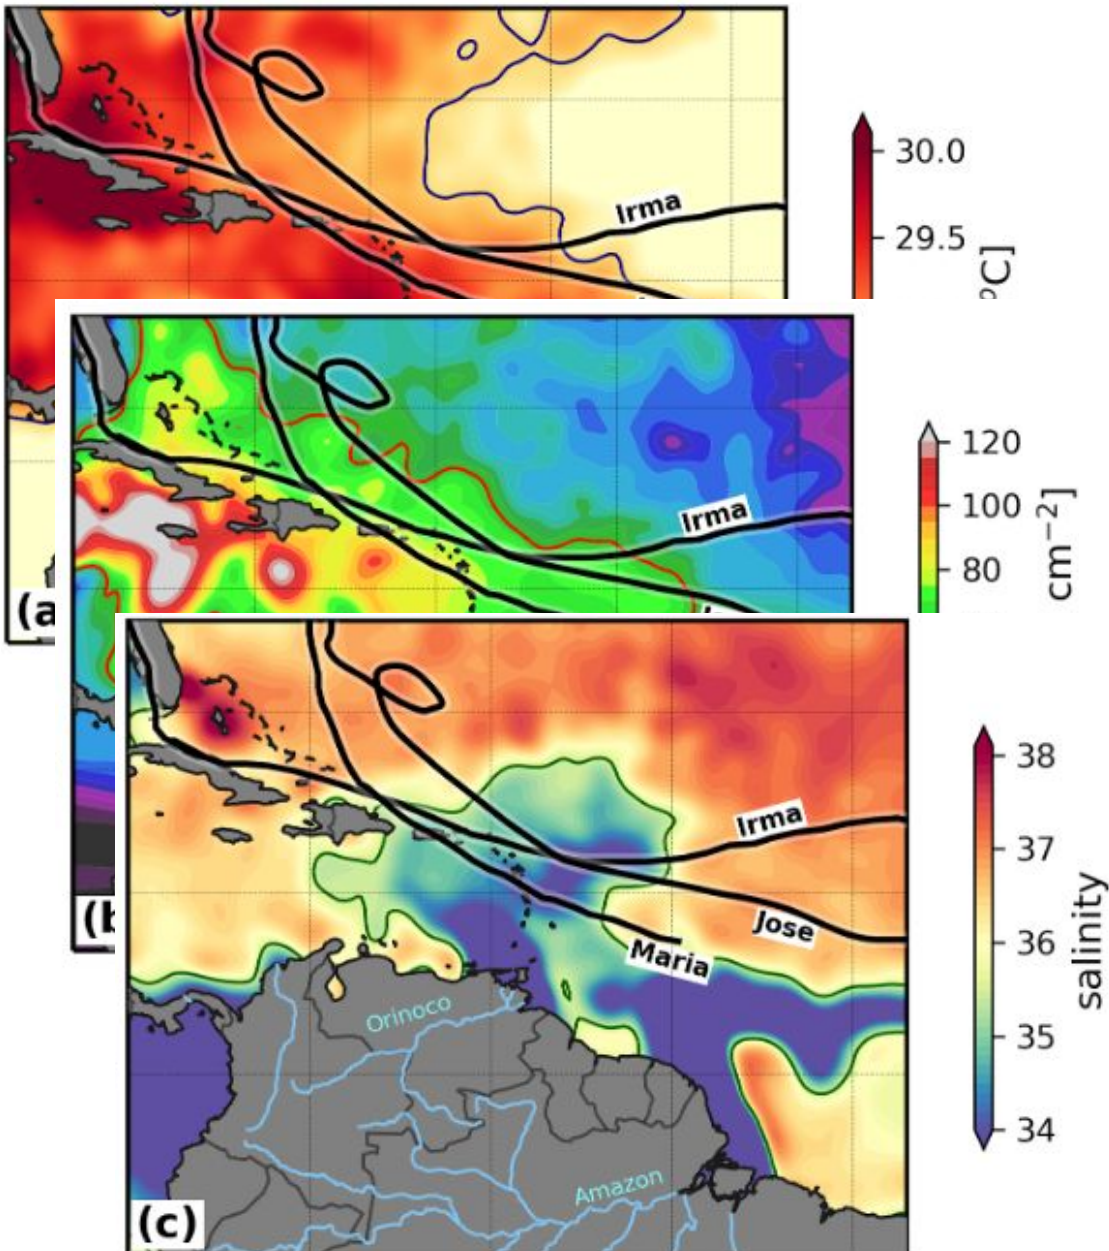 Irma
30.0
29.5
°C]
(a
Irma
120
100
80
cm⁻²]
(b
Irma
Jose
Maria
Orinoco
Amazon
38
37
36
35
34
salinity
(c)